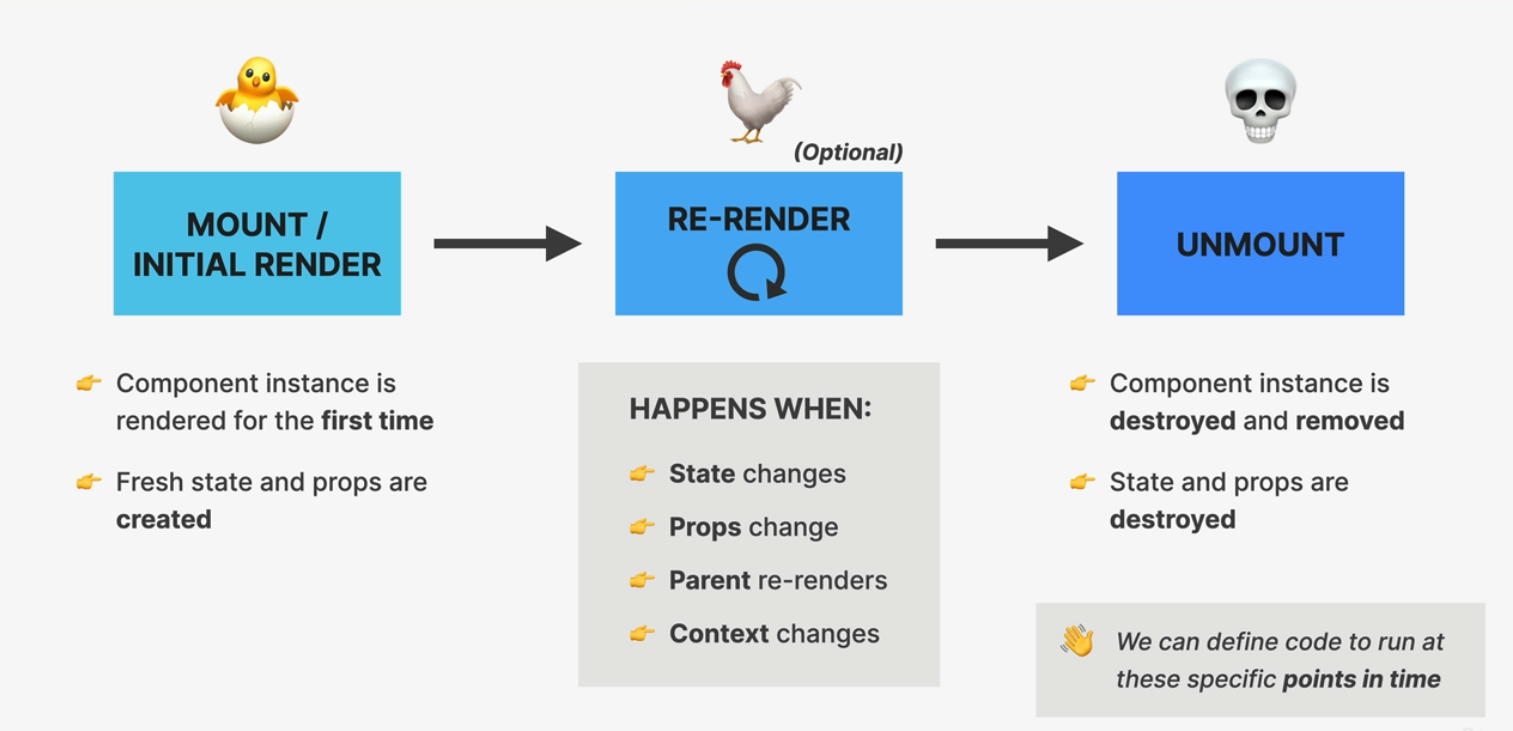 (Optional)
MOUNT /
INITIAL RENDER
RE-RENDER
UNMOUNT
Component instance is
rendered for the first time
Fresh state and props are
created
HAPPENS WHEN:
State changes
Props change
Parent re-renders
Context changes
Component instance is
destroyed and removed
State and props are
destroyed
We can define code to run at
these specific points in time